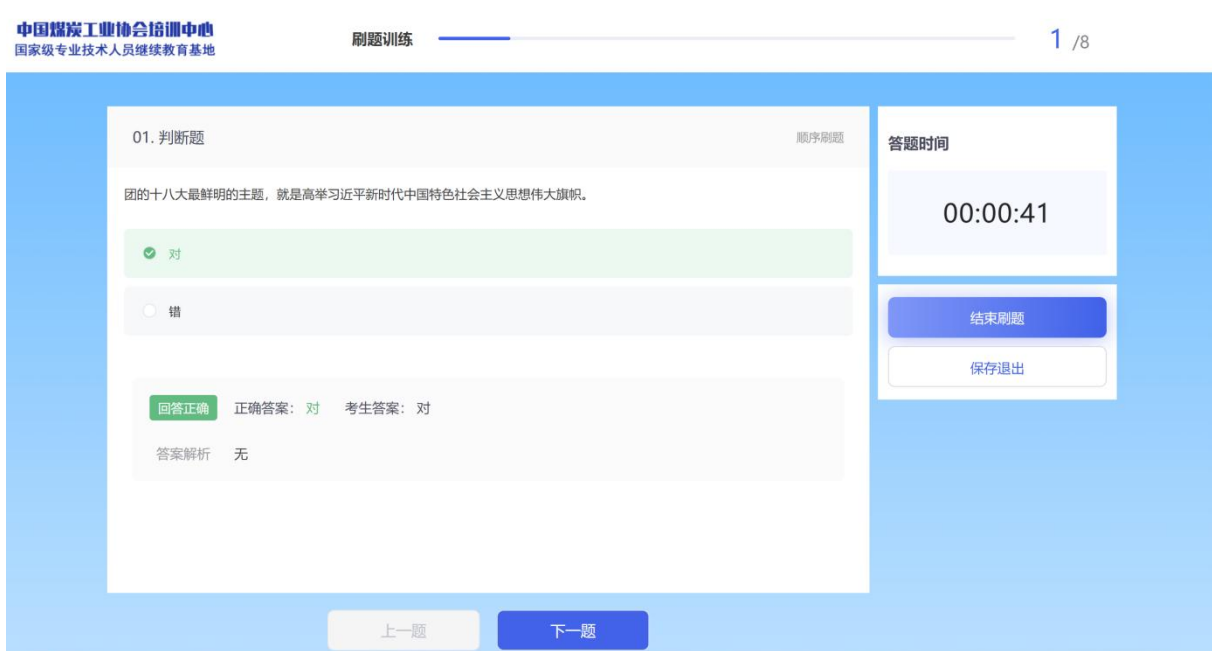 中国煤炭工业协会培训中心
国家级专业技术人员继续教育基地
刷题训练
1 /8
01. 判断题
顺序刷题
团的十八大最鲜明的主题，就是高举习近平新时代中国特色社会主义思想伟大旗帜。
对
错
回答正确 正确答案： 对 考生答案： 对
答案解析 无
答题时间
00:00:41
结束刷题
保存退出
上一题
下一题